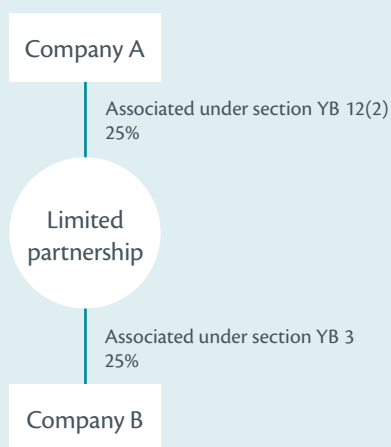 Company A
Associated under section YB 12(2)
25%
Limited
partnership
Associated under section YB 3
25%
Company B